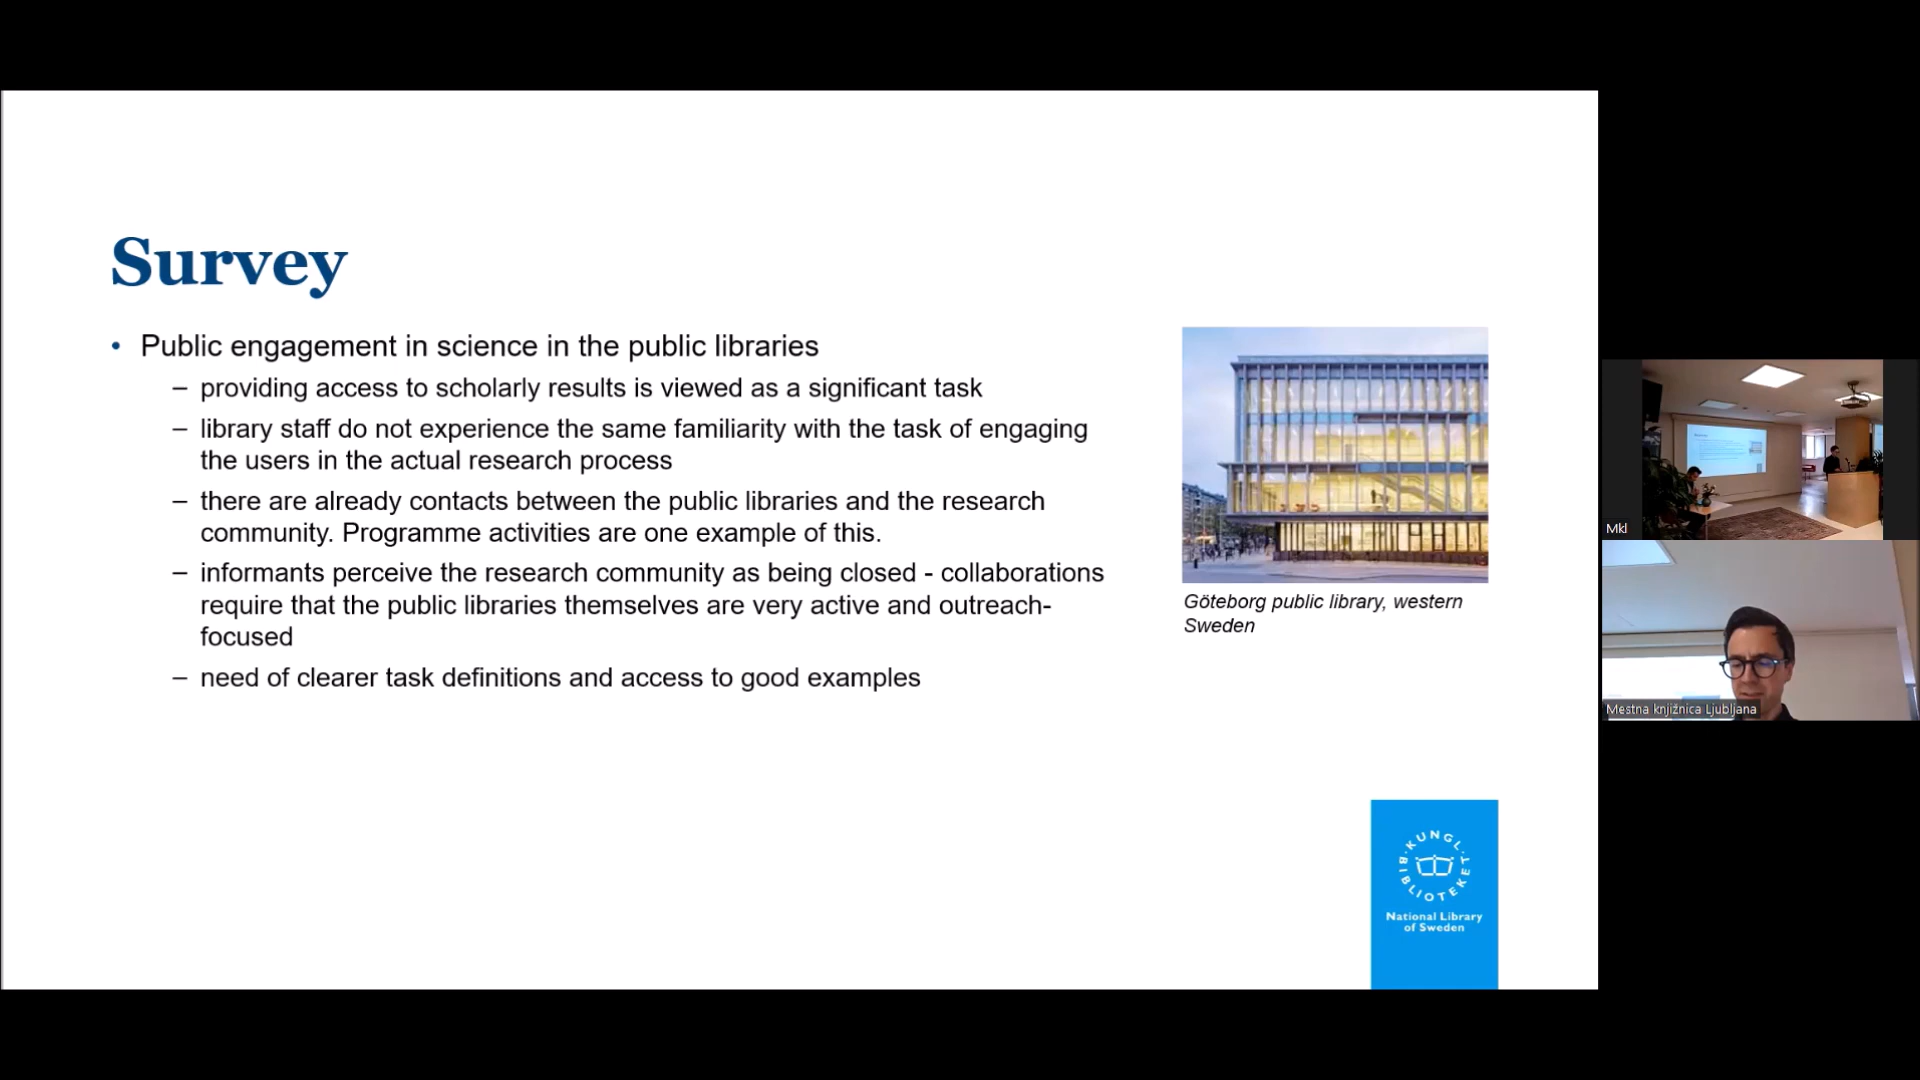 Survey
• Public engagement in science in the public libraries
– providing access to scholarly results is viewed as a significant task
– library staff do not experience the same familiarity with the task of engaging
the users in the actual research process
– there are already contacts between the public libraries and the research
community. Programme activities are one example of this.
– informants perceive the research community as being closed - collaborations
require that the public libraries themselves are very active and outreach-
focused
– need of clearer task definitions and access to good examples
Göteborg public library, western
Sweden
KUNGL.
BIBLIOTEKET
National Library
of Sweden
Mkl
Mestna knjižnica Ljubljana